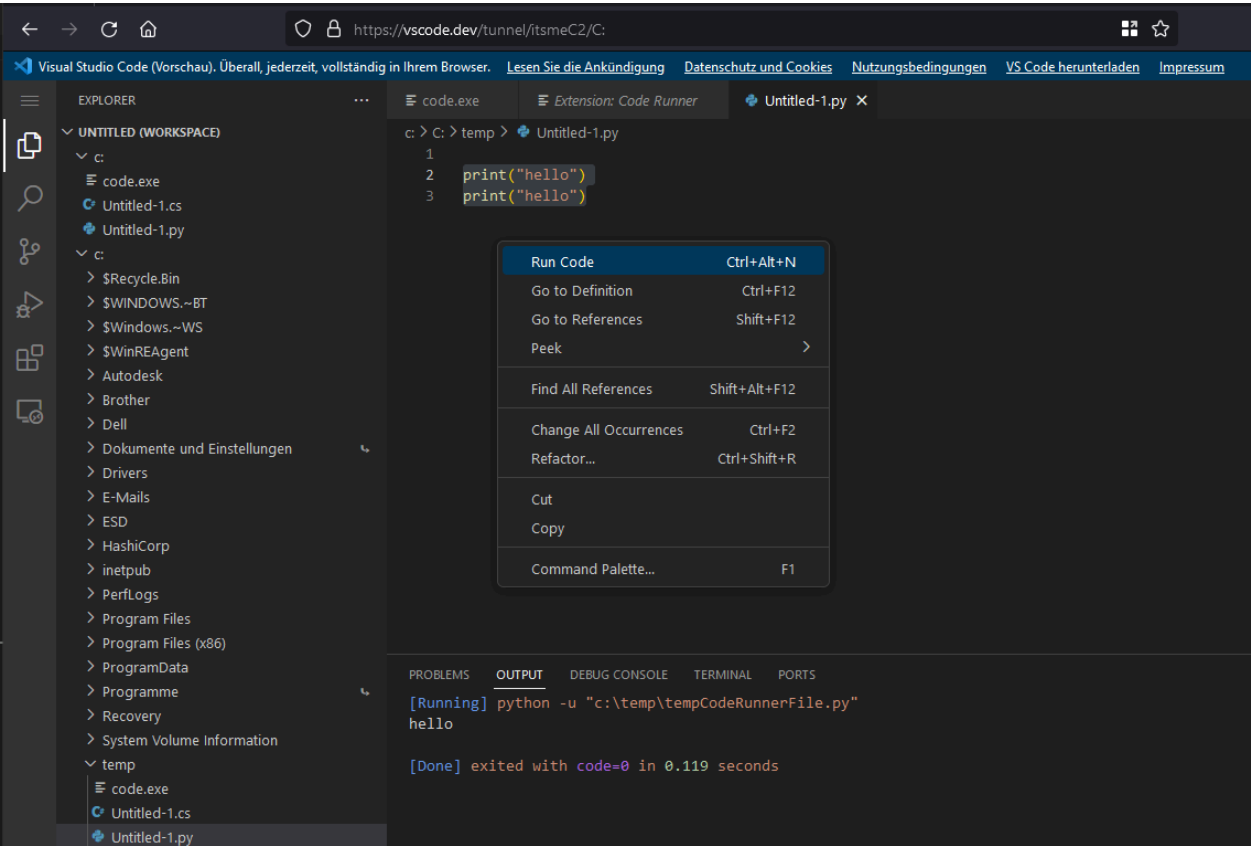 https://vscode.dev/tunnel/itsmeC2/C:
Visual Studio Code (Vorschau). Überall, jederzeit, vollständig in Ihrem Browser. Lesen Sie die Ankündigung Datenschutz und Cookies Nutzungsbedingungen VS Code herunterladen Impressum
EXPLORER ...
UNTITLED (WORKSPACE)
c:
code.exe
Untitled-1.cs
Untitled-1.py
c:
$Recycle.Bin
$WINDOWS.~BT
$Windows.~WS
$WinREAgent
Autodesk
Brother
Dell
Dokumente und Einstellungen
Drivers
E-Mails
ESD
HashiCorp
inetpub
PerfLogs
Program Files
Program Files (x86)
ProgramData
Programme
Recovery
System Volume Information
temp
code.exe
Untitled-1.cs
Untitled-1.py
code.exe Extension: Code Runner Untitled-1.py
c: > C: > temp > Untitled-1.py
1
2 print("hello")
3 print("hello")
Run Code Ctrl+Alt+N
Go to Definition Ctrl+F12
Go to References Shift+F12
Peek
Find All References Shift+Alt+F12
Change All Occurrences Ctrl+F2
Refactor... Ctrl+Shift+R
Cut
Copy
Command Palette... F1
PROBLEMS OUTPUT DEBUG CONSOLE TERMINAL PORTS
[Running] python -u "c:\temp\tempCodeRunnerFile.py"
hello
[Done] exited with code=0 in 0.119 seconds